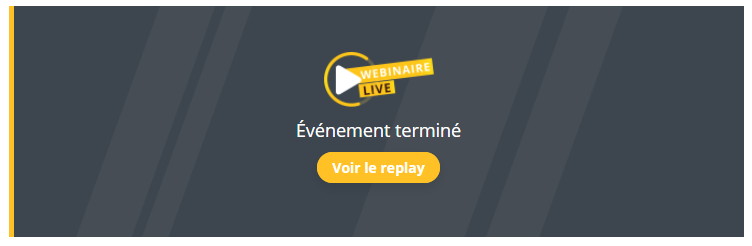 WEBINAIRE
LIVE
Événement terminé
Voir le replay